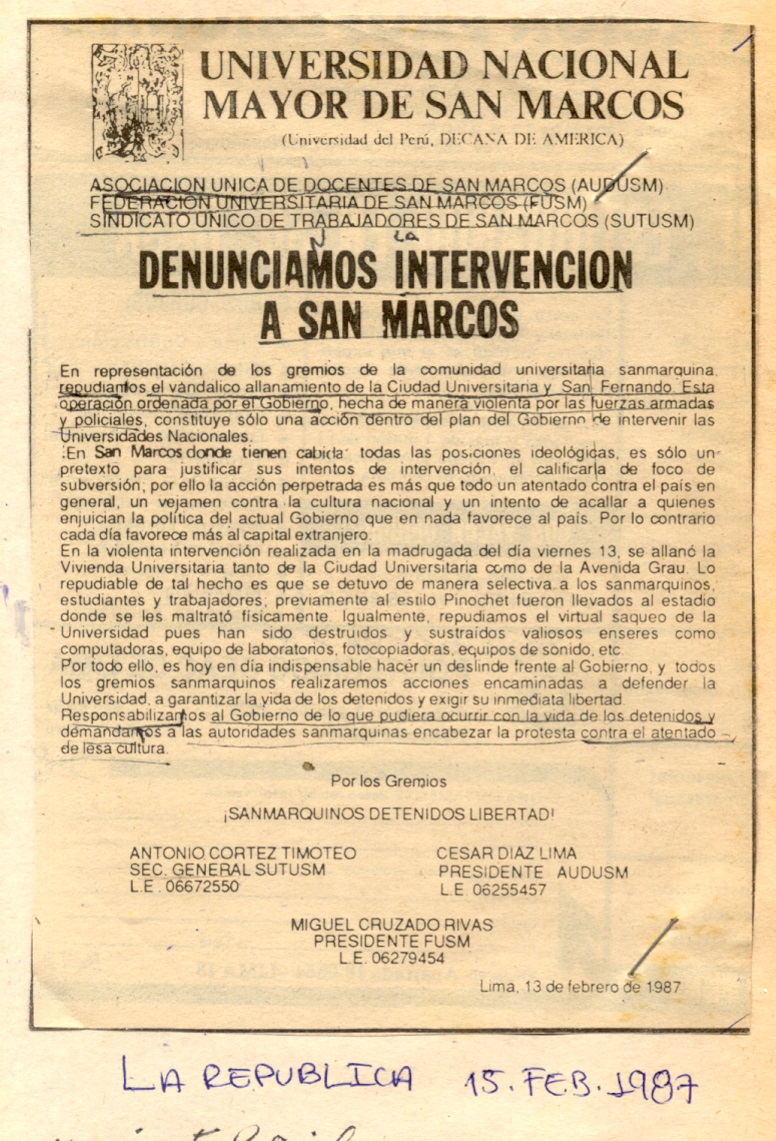 UNIVERSIDAD NACIONAL
MAYOR DE SAN MARCOS
(Universidad del Perú, DECANA DE AMERICA)
ASOCIACION UNICA DE DOCENTES DE SAN MARCOS (AUDUSM)
FEDERACION UNIVERSITARIA DE SAN MARCOS (FUSM)
SINDICATO UNICO DE TRABAJADORES DE SAN MARCOS (SUTUSM)
N LA
DENUNCIAMOS INTERVENCION
A SAN MARCOS
En representación de los gremios de la comunidad universitaria sanmarquina,
repudiamos el vandálico allanamiento de la Ciudad Universitaria y San Fernando. Esta
operación ordenada por el Gobierno, hecha de manera violenta por las fuerzas armadas
y policiales, constituye sólo una acción dentro del plan del Gobierno de intervenir las
Universidades Nacionales.
En San Marcos donde tienen cabida todas las posiciones ideológicas, es sólo un
pretexto para justificar sus intentos de intervención, el calificarla de foco de
subversión; por ello la acción perpetrada es más que todo un atentado contra el país en
general, un vejamen contra la cultura nacional y un intento de acallar a quienes
enjuician la política del actual Gobierno que en nada favorece al país. Por lo contrario
cada día favorece más al capital extranjero.
En la violenta intervención realizada en la madrugada del día viernes 13, se allanó la
Vivienda Universitaria tanto de la Ciudad Universitaria como de la Avenida Grau. Lo
repudiable de tal hecho es que se detuvo de manera selectiva a los sanmarquinos,
estudiantes y trabajadores; previamente al estilo Pinochet fueron llevados al estadio
donde se les maltrató físicamente. Igualmente, repudiamos el virtual saqueo de la
Universidad pues han sido destruidos y sustraídos valiosos enseres como
computadoras, equipo de laboratorios, fotocopiadoras, equipos de sonido, etc.
Por todo ello, es hoy en día indispensable hacer un deslinde frente al Gobierno, y todos
los gremios sanmarquinos realizaremos acciones encaminadas a defender la
Universidad, a garantizar la vida de los detenidos y exigir su inmediata libertad.
Responsabilizamos al Gobierno de lo que pudiera ocurrir con la vida de los detenidos y
demandamos a las autoridades sanmarquinas encabezar la protesta contra el atentado
de lesa cultura.
Por los Gremios
¡SANMARQUINOS DETENIDOS LIBERTAD!
ANTONIO CORTEZ TIMOTEO
SEC. GENERAL SUTUSM
L.E. 06672550
CESAR DIAZ LIMA
PRESIDENTE AUDUSM
L.E. 06255457
MIGUEL CRUZADO RIVAS
PRESIDENTE FUSM
L.E. 06279454
Lima, 13 de febrero de 1987
LA REPUBLICA 15. FEB. 1987